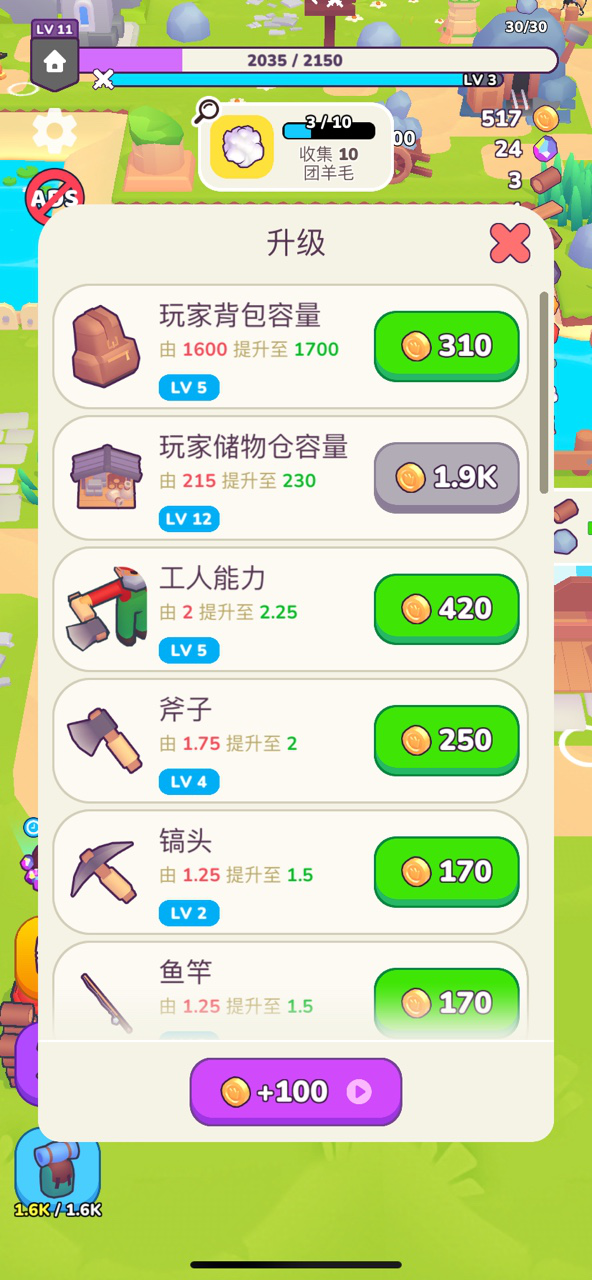 LV 11
30/30
2035 / 2150
LV 3
517
3 / 10
00
收集 10
团羊毛
24
3
ADS
升级
玩家背包容量
由 1600 提升至 1700
310
LV 5
玩家储物仓容量
由 215 提升至 230
1.9K
LV 12
工人能力
由 2 提升至 2.25
420
LV 5
斧子
由 1.75 提升至 2
250
LV 4
镐头
由 1.25 提升至 1.5
170
LV 2
鱼竿
由 1.25 提升至 1.5
170
+100
1.6K / 1.6K